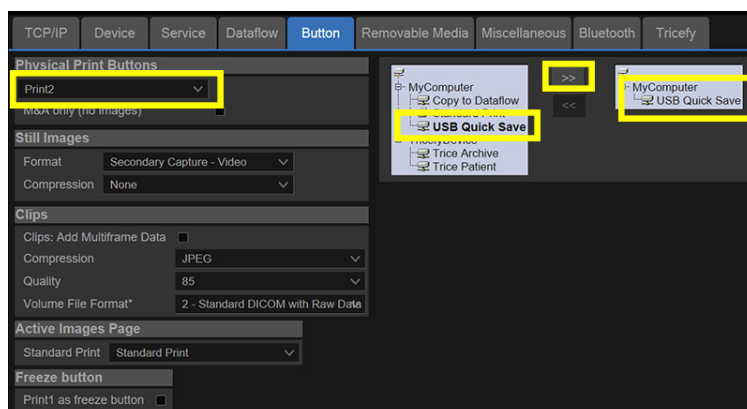 TCP/IP Device Service Dataflow Button Removable Media Miscellaneous Bluetooth Tricefy
Physical Print Buttons
Print2
M&A only (no images)
Still Images
Format Secondary Capture - Video
Compression None
Clips
Clips: Add Multiframe Data
Compression JPEG
Quality 85
Volume File Format* 2 - Standard DICOM with Raw Data
Active Images Page
Standard Print Standard Print
Freeze button
Print1 as freeze button
MyComputer
Copy to Dataflow
Standard Print
USB Quick Save
TricefyDevice
Trice Archive
Trice Patient
>>
<<
MyComputer
USB Quick Save